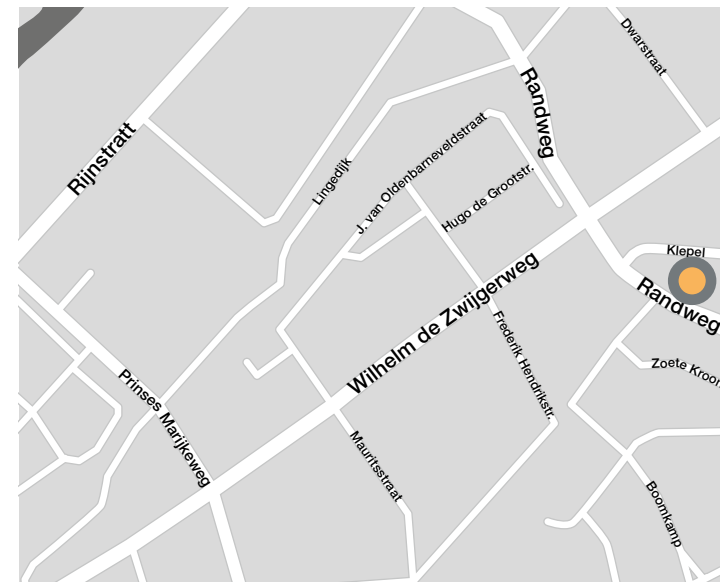 Dwarstraat
Randweg
Rijnstratt
Lingedijk
J. van Oldenbarneveldstraat
Hugo de Grootstr.
Klepel
Randweg
Wilhelm de Zwijgerweg
Frederik Hendrikstr.
Zoete Kroon
Prinses Marijkeweg
Mauritsstraat
Boomkamp